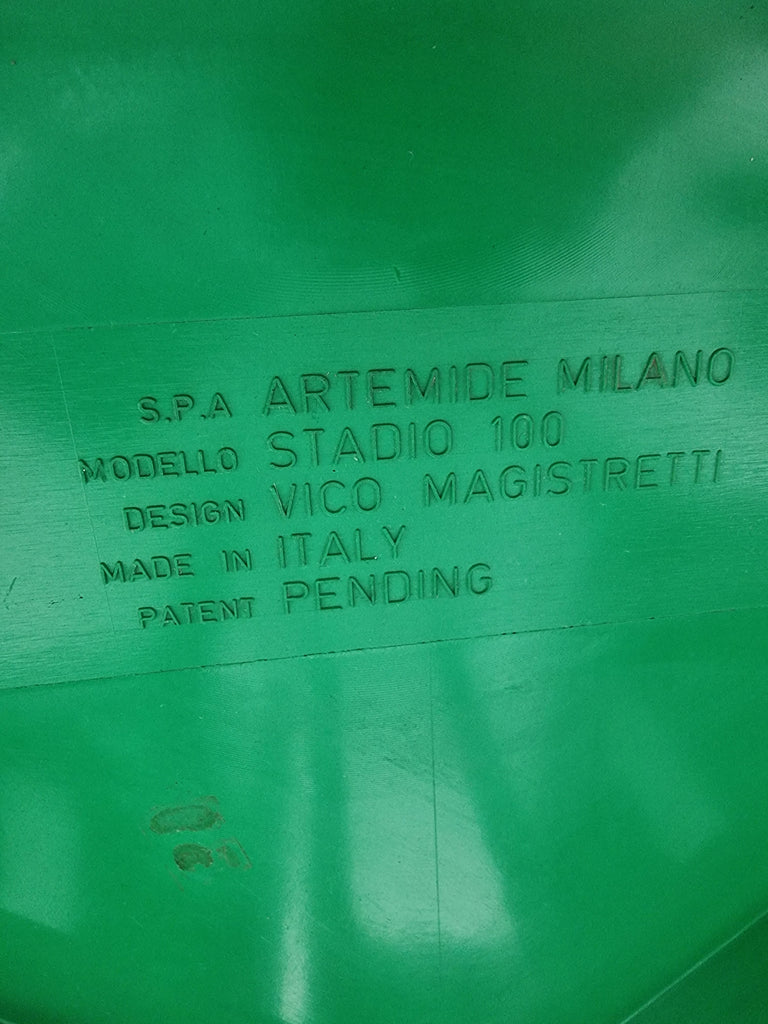 S.P.A ARTEMIDE MILANO
MODELLO STADIO 100
DESIGN VICO MAGISTRETTI
MADE IN ITALY
PATENT PENDING